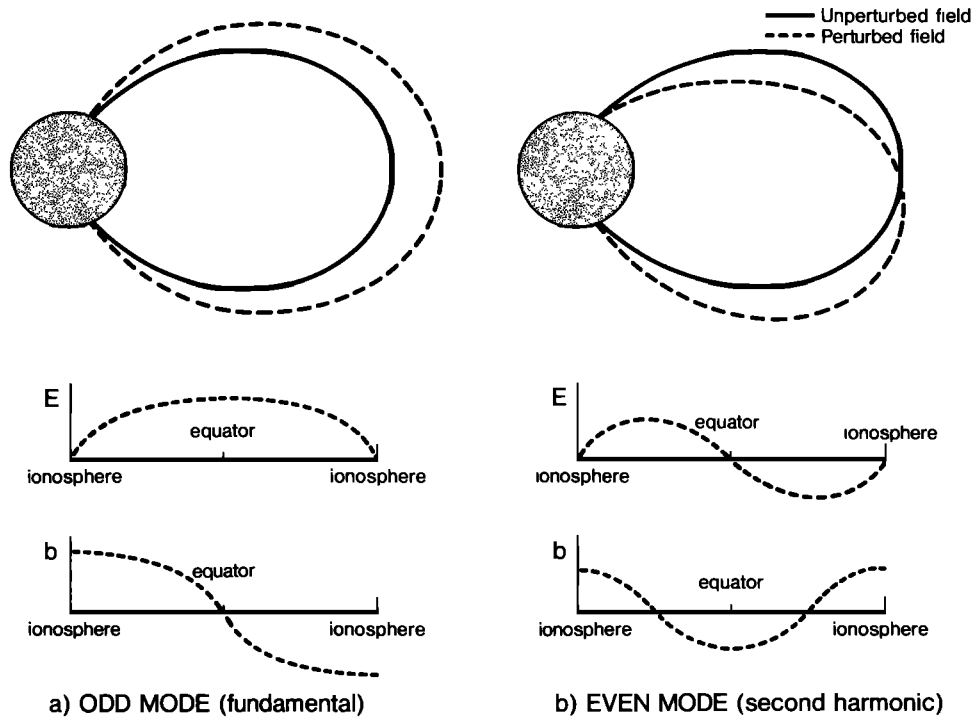 Unperturbed field
Perturbed field
E
equator
ionosphere
ionosphere
E
equator
ionosphere
ionosphere
b
equator
ionosphere
ionosphere
b
equator
ionosphere
ionosphere
a) ODD MODE (fundamental)
b) EVEN MODE (second harmonic)